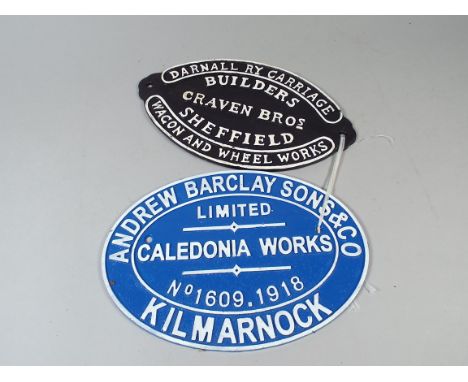 DARNALL RY CARRIAGE
BUILDERS
CRAVEN BROS
SHEFFIELD
WAGON AND WHEEL WORKS
ANDREW BARCLAY SONS & CO
LIMITED
CALEDONIA WORKS
No 1609.1918
KILMARNOCK